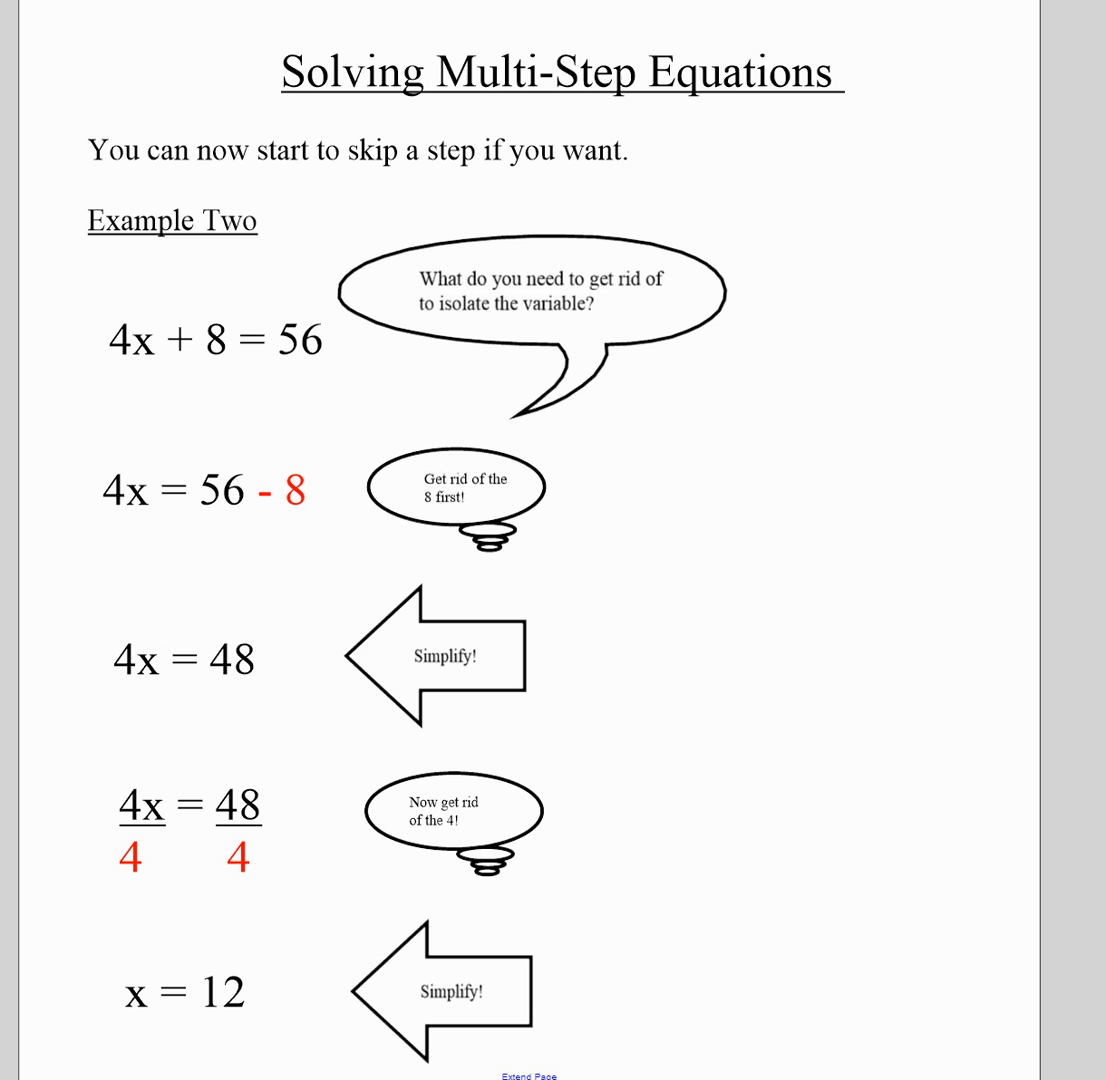 Solving Multi-Step Equations
You can now start to skip a step if you want.
Example Two
What do you need to get rid of
to isolate the variable?
4x + 8 = 56
4x = 56 - 8
Get rid of the
8 first!
4x = 48
Simplify!
4x = 48
4 4
Now get rid
of the 4!
x = 12
Simplify!
Extend Page